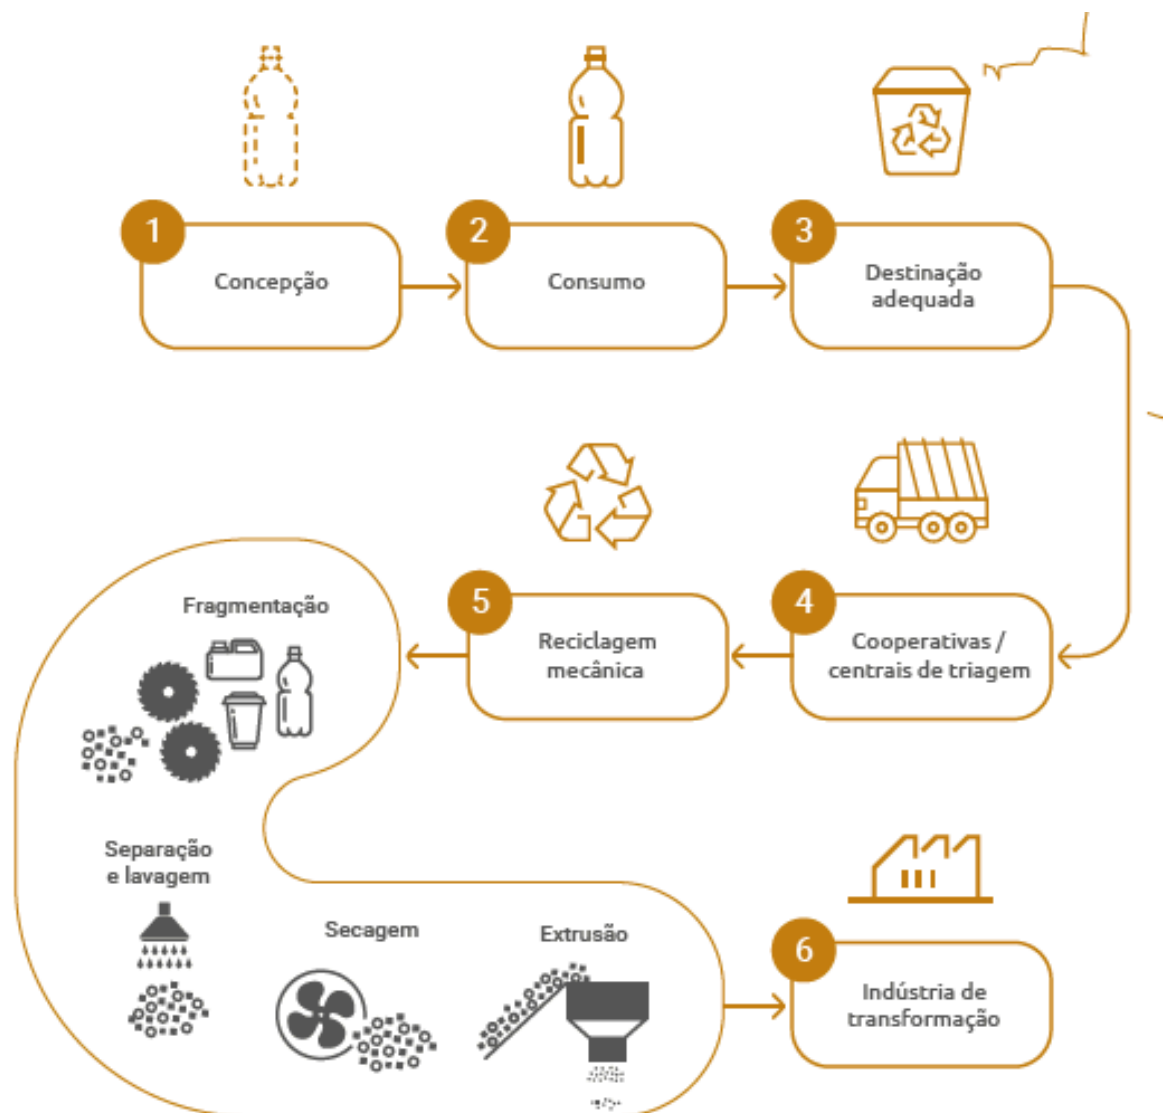 1
Concepção
2
Consumo
3
Destinação
adequada
4
Cooperativas /
centrais de triagem
5
Reciclagem
mecânica
Fragmentação
Separação
e lavagem
Secagem
Extrusão
6
Indústria de
transformação